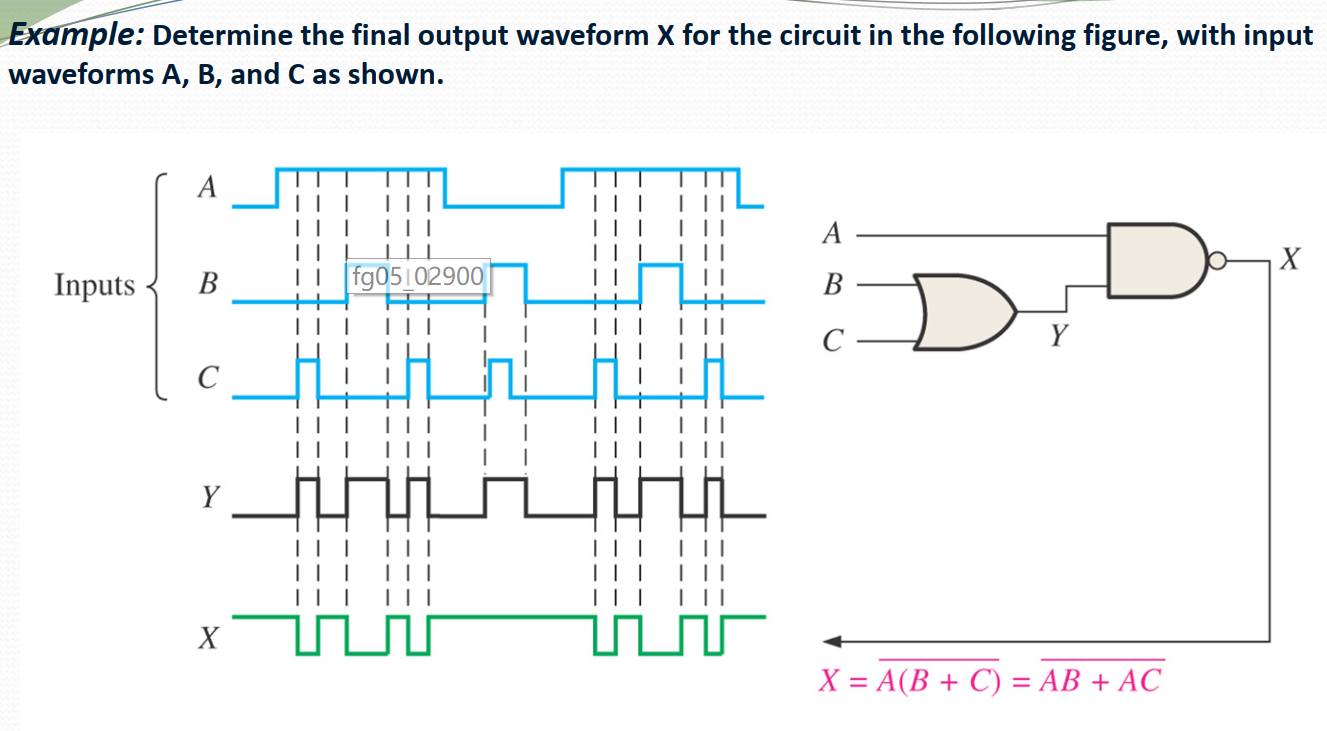 Example: Determine the final output waveform X for the circuit in the following figure, with input
waveforms A, B, and C as shown.
Inputs
A
B
fg05_02900
C
Y
X
A
B
C
Y
X
X = \overline{A(B + C)} = \overline{AB + AC}